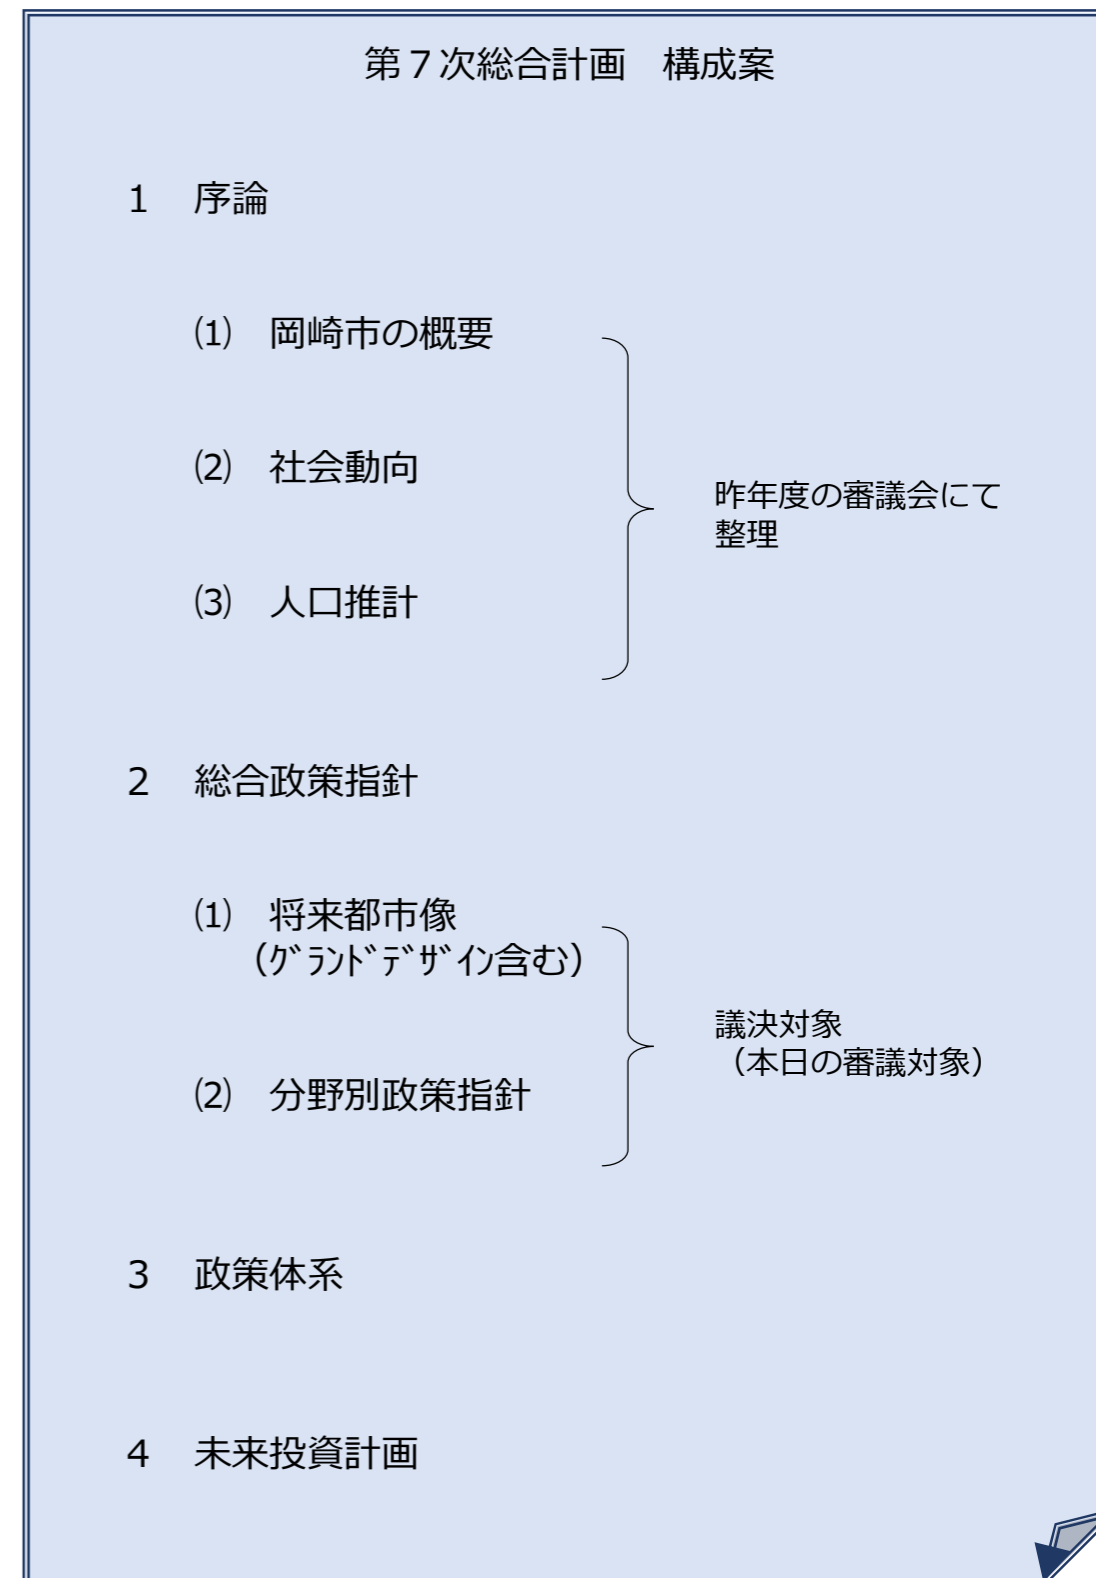 第７次総合計画　構成案
1　序論
⑴　岡崎市の概要
⑵　社会動向
⑶　人口推計
昨年度の審議会にて
整理
2　総合政策指針
⑴　将来都市像
（ｸﾞﾗﾝﾄﾞﾃﾞｻﾞｲﾝ含む）
⑵　分野別政策指針
議決対象
（本日の審議対象）
3　政策体系
4　未来投資計画